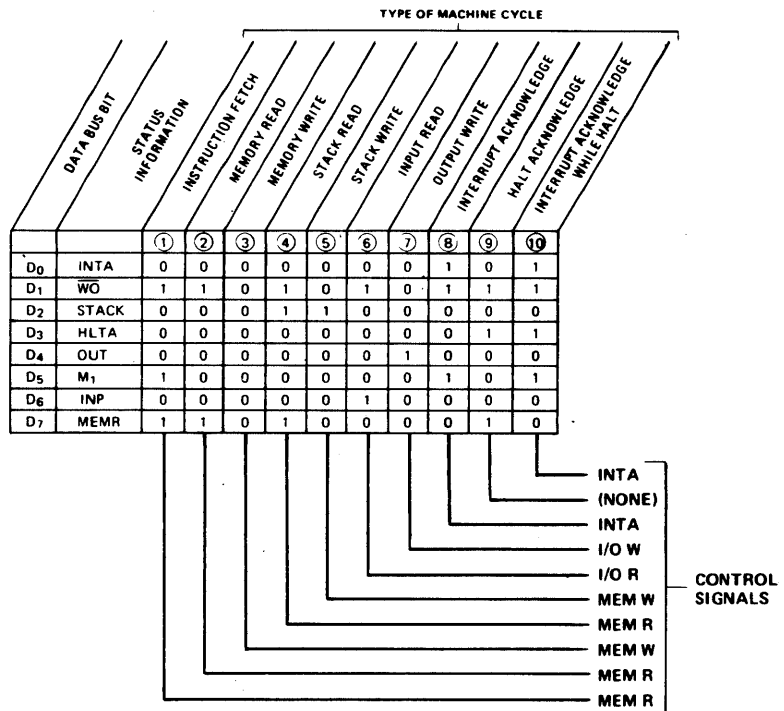 TYPE OF MACHINE CYCLE
DATA BUS BIT
STATUS
INFORMATION
INSTRUCTION FETCH
MEMORY READ
MEMORY WRITE
STACK READ
STACK WRITE
INPUT READ
OUTPUT WRITE
INTERRUPT ACKNOWLEDGE
HALT ACKNOWLEDGE
INTERRUPT ACKNOWLEDGE
WHILE HALT
① ② ③ ④ ⑤ ⑥ ⑦ ⑧ ⑨ ⑩
D₀ INTA 0 0 0 0 0 0 0 1 0 1
D₁ W̅O̅ 1 1 0 1 0 1 0 1 1 1
D₂ STACK 0 0 0 1 1 0 0 0 0 0
D₃ HLTA 0 0 0 0 0 0 0 0 1 1
D₄ OUT 0 0 0 0 0 0 1 0 0 0
D₅ M₁ 1 0 0 0 0 0 0 1 0 1
D₆ INP 0 0 0 0 0 1 0 0 0 0
D₇ MEMR 1 1 0 1 0 0 0 0 1 0
INTA
(NONE)
INTA
I/O W
I/O R
MEM W
MEM R
MEM W
MEM R
MEM R
CONTROL
SIGNALS